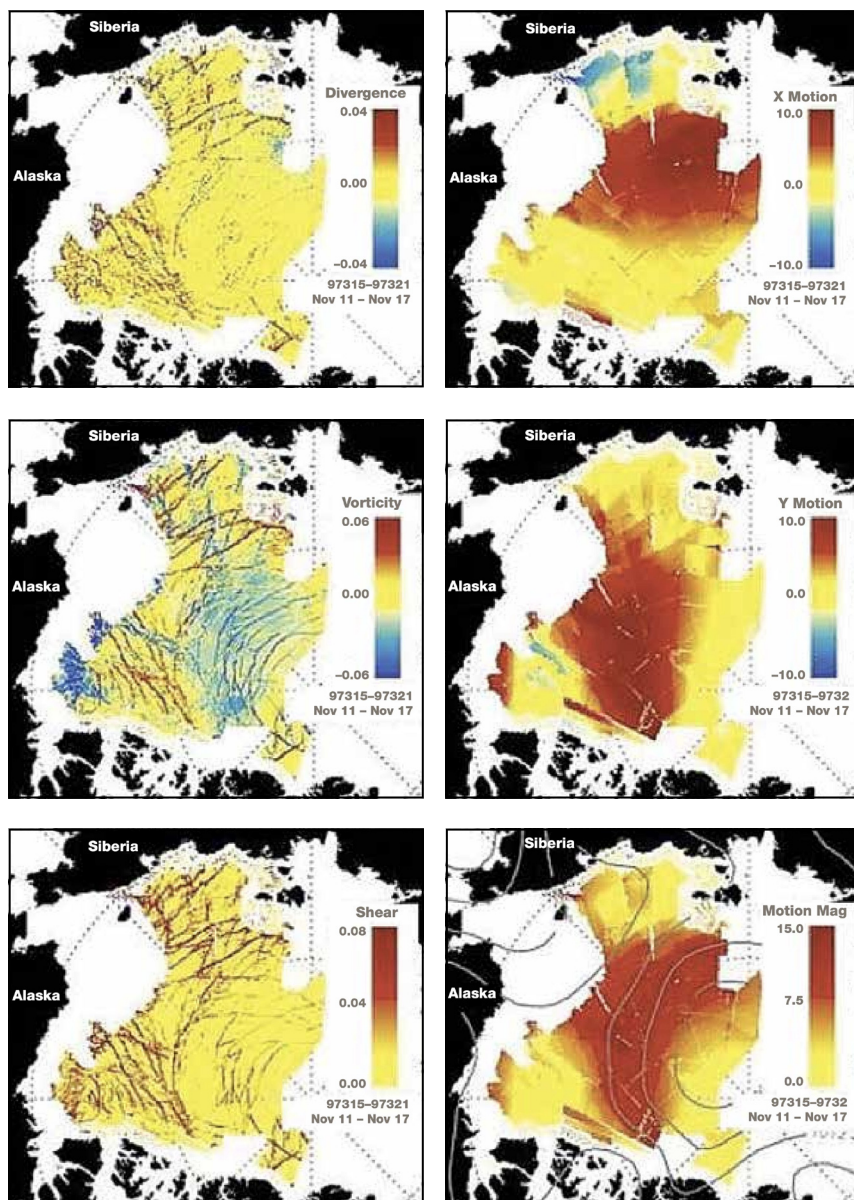 Siberia
Divergence
0.04
Alaska
0.00
−0.04
97315–97321
Nov 11 – Nov 17
Siberia
X Motion
10.0
Alaska
0.0
−10.0
97315–97321
Nov 11 – Nov 17
Siberia
Vorticity
0.06
Alaska
0.00
−0.06
97315–97321
Nov 11 – Nov 17
Siberia
Y Motion
10.0
Alaska
0.0
−10.0
97315–9732
Nov 11 – Nov 17
Siberia
Shear
0.08
Alaska
0.04
0.00
97315–97321
Nov 11 – Nov 17
Siberia
Motion Mag
15.0
Alaska
7.5
0.0
97315–9732
Nov 11 – Nov 17